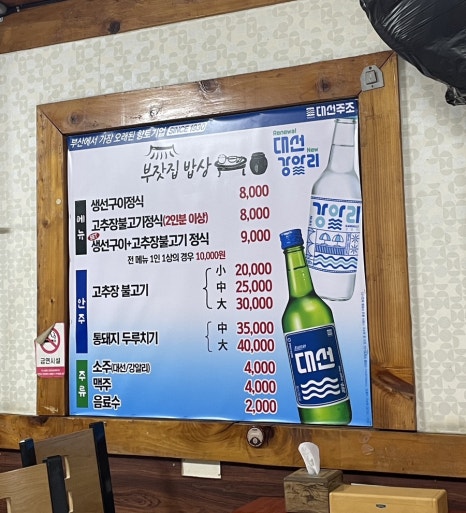 부산에서 가장 오래된 향토기업 SINCE 1930
대선주조
부잣집 밥상
Renewal
대선
New
강알리
메뉴
생선구이정식 8,000
고추장불고기정식(2인분 이상) 8,000
생선구이+고추장불고기 정식 9,000
전 메뉴 1인 1상의 경우 10,000원
안주
고추장 불고기 小 20,000
中 25,000
大 30,000
통돼지 두루치기 中 35,000
大 40,000
주류
소주(대선/강알리) 4,000
맥주 4,000
음료수 2,000
강알리
대선
금연시설